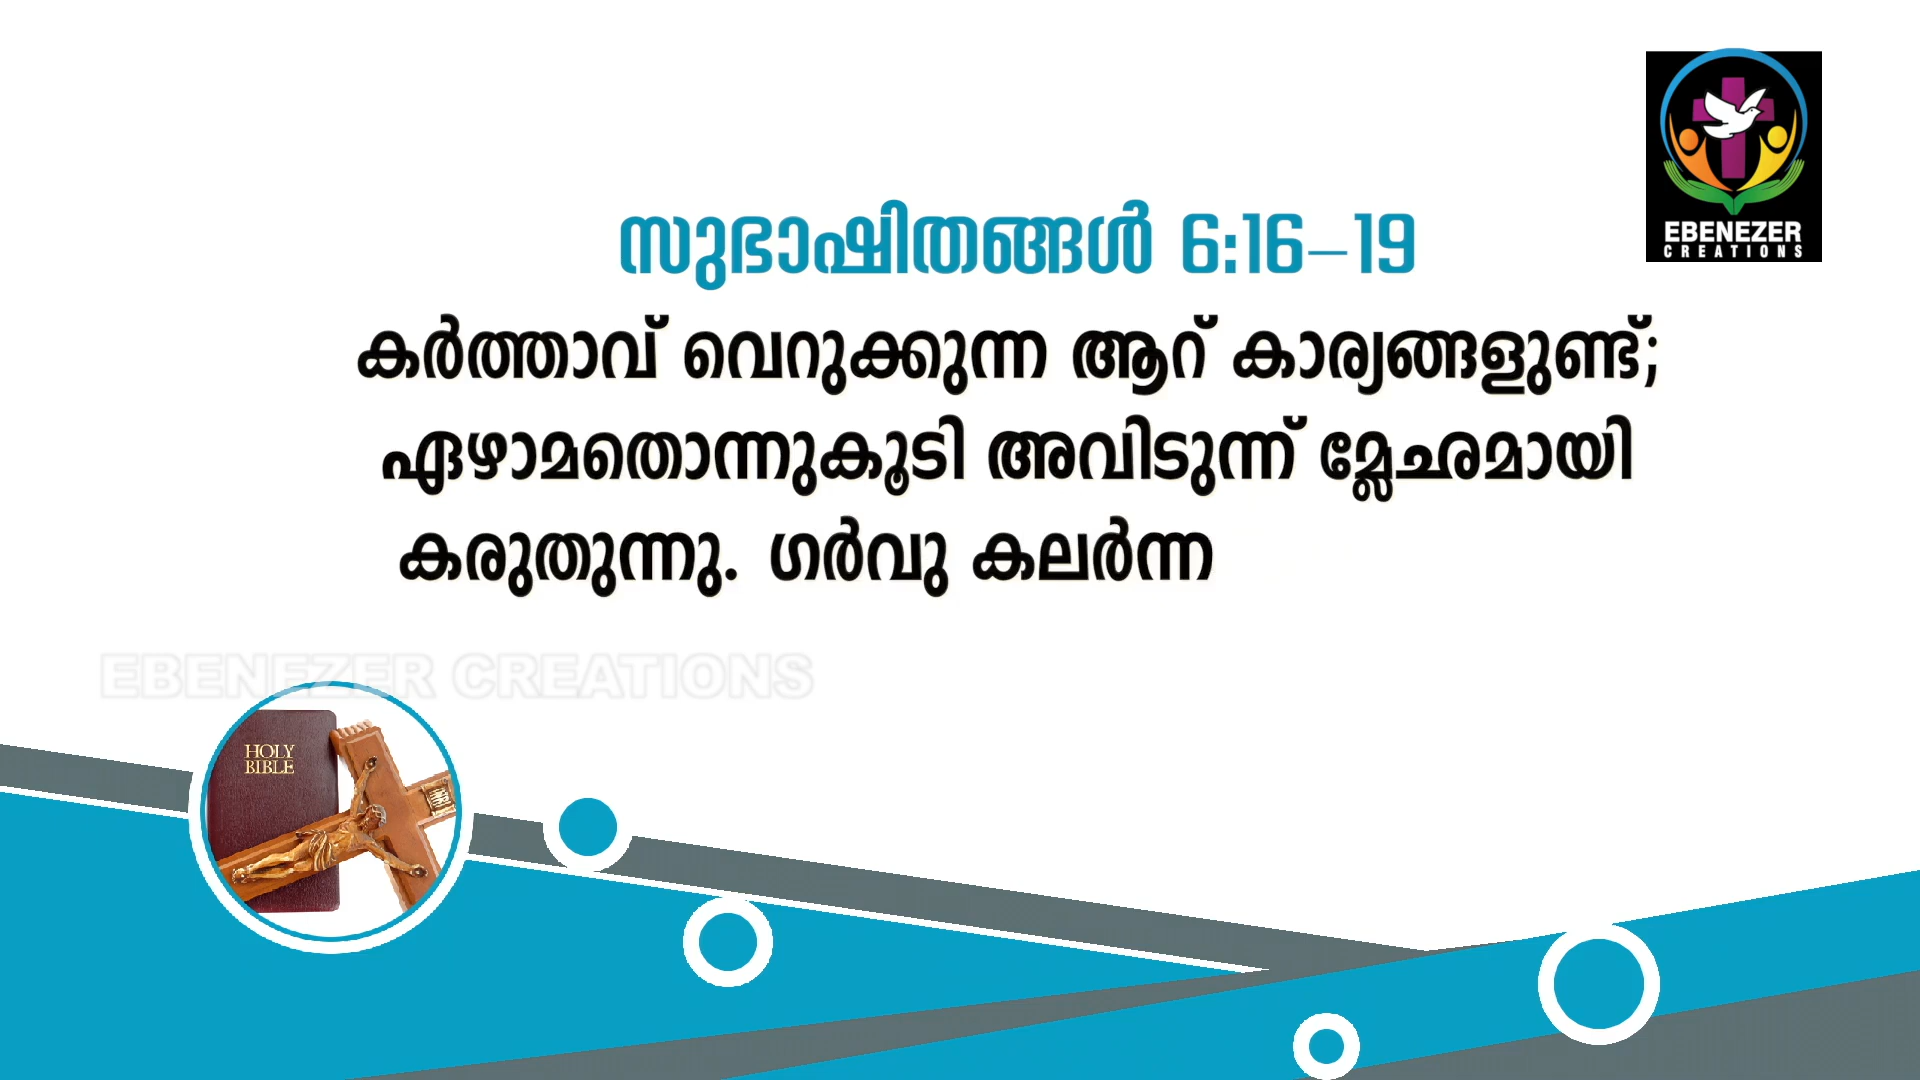 EBENEZER
CREATIONS
സുഭാഷിതങ്ങൾ 6:16–19
കർത്താവ് വെറുക്കുന്ന ആറ് കാര്യങ്ങളുണ്ട്;
ഏഴാമതൊന്നുകൂടി അവിടുന്ന് മ്ലേഛമായി
കരുതുന്നു. ഗർവു കലർന്ന
EBENEZER CREATIONS
HOLY
BIBLE